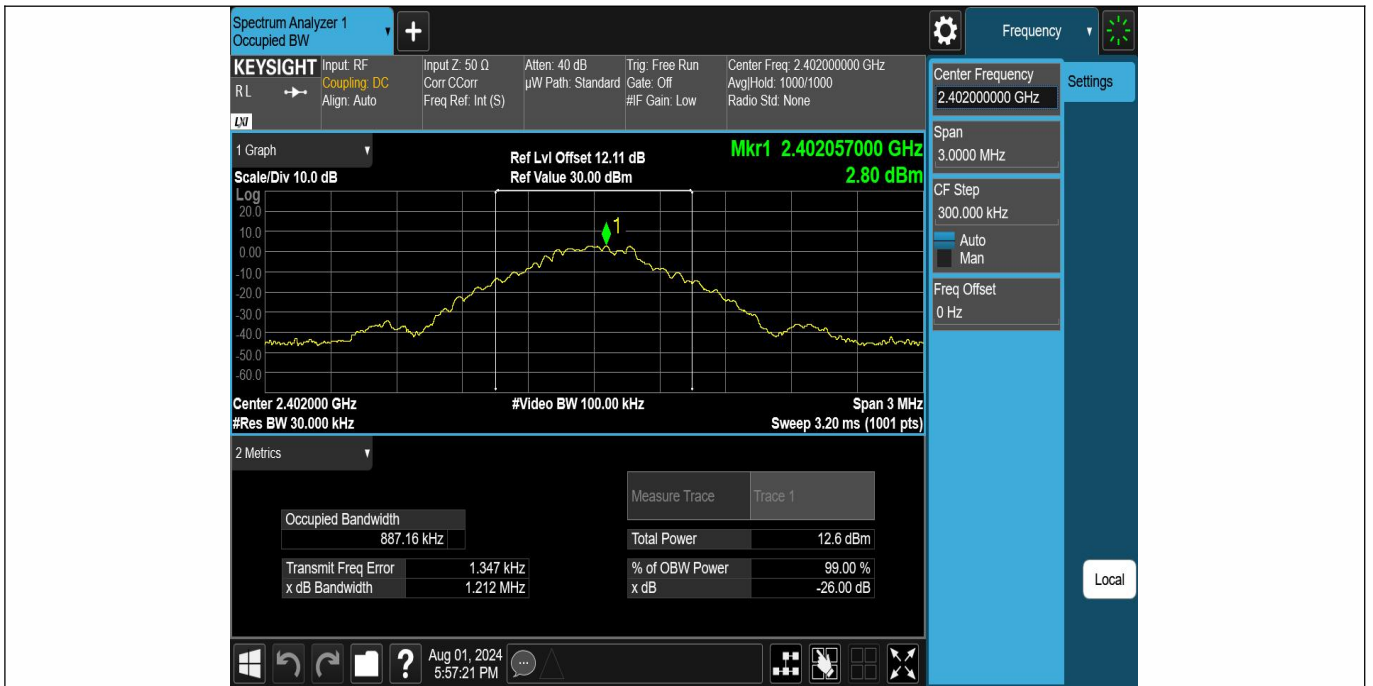 Spectrum Analyzer 1
Occupied BW
+
Frequency
KEYSIGHT
RL
LXI
Input: RF
Coupling: DC
Align: Auto
Input Z: 50 Ω
Corr CCorr
Freq Ref: Int (S)
Atten: 40 dB
µW Path: Standard
Trig: Free Run
Gate: Off
#IF Gain: Low
Center Freq: 2.402000000 GHz
Avg|Hold: 1000/1000
Radio Std: None
Center Frequency
2.402000000 GHz
Settings
Span
3.0000 MHz
CF Step
300.000 kHz
Auto
Man
Freq Offset
0 Hz
Local
1 Graph
Scale/Div 10.0 dB
Ref Lvl Offset 12.11 dB
Ref Value 30.00 dBm
Mkr1 2.402057000 GHz
2.80 dBm
Log
20.0
10.0
0.00
-10.0
-20.0
-30.0
-40.0
-50.0
-60.0
1
Center 2.402000 GHz
#Res BW 30.000 kHz
#Video BW 100.00 kHz
Span 3 MHz
Sweep 3.20 ms (1001 pts)
2 Metrics
Measure Trace Trace 1
Occupied Bandwidth
887.16 kHz
Total Power 12.6 dBm
Transmit Freq Error 1.347 kHz
% of OBW Power 99.00 %
x dB Bandwidth 1.212 MHz
x dB -26.00 dB
?
Aug 01, 2024
5:57:21 PM